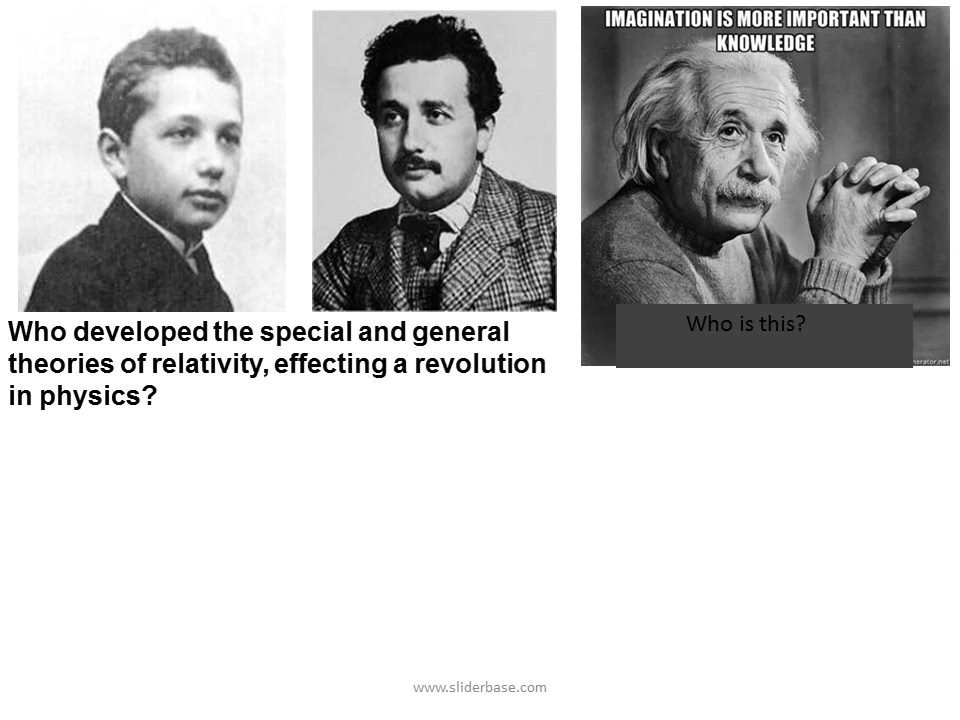 IMAGINATION IS MORE IMPORTANT THAN
KNOWLEDGE
Who is this?
Who developed the special and general
theories of relativity, effecting a revolution
in physics?
www.sliderbase.com